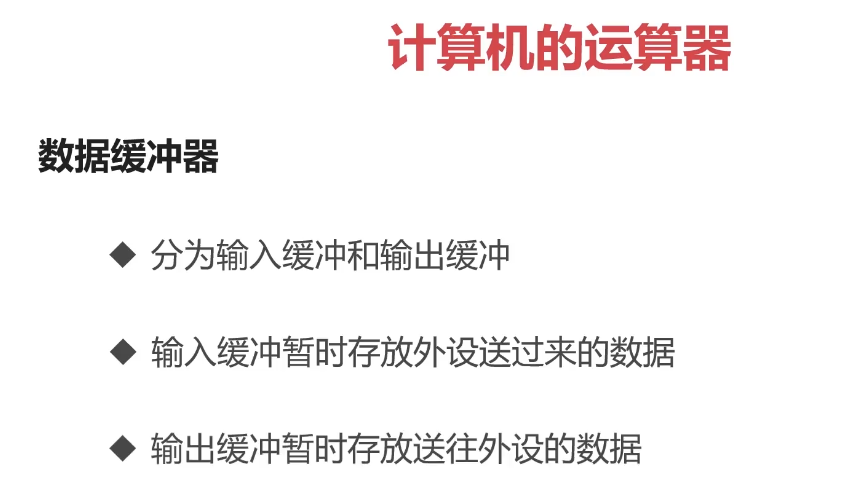 计算机的运算器
数据缓冲器
◆ 分为输入缓冲和输出缓冲
◆ 输入缓冲暂时存放外设送过来的数据
◆ 输出缓冲暂时存放送往外设的数据